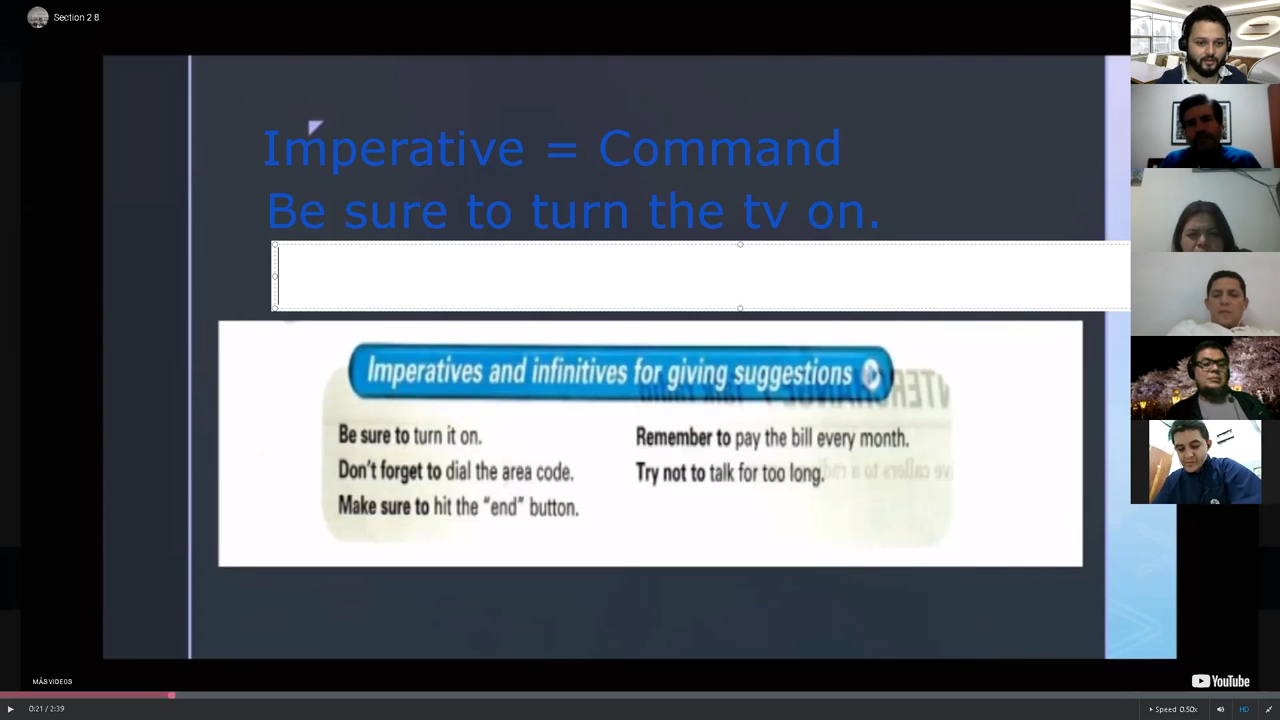 Section 2 8
Imperative = Command
Be sure to turn the tv on.
Imperatives and infinitives for giving suggestions
Be sure to turn it on.
Don't forget to dial the area code.
Make sure to hit the “end” button.
Remember to pay the bill every month.
Try not to talk for too long.
MÁS VIDEOS
YouTube
0:21 / 2:39
Speed 0.50x
HD